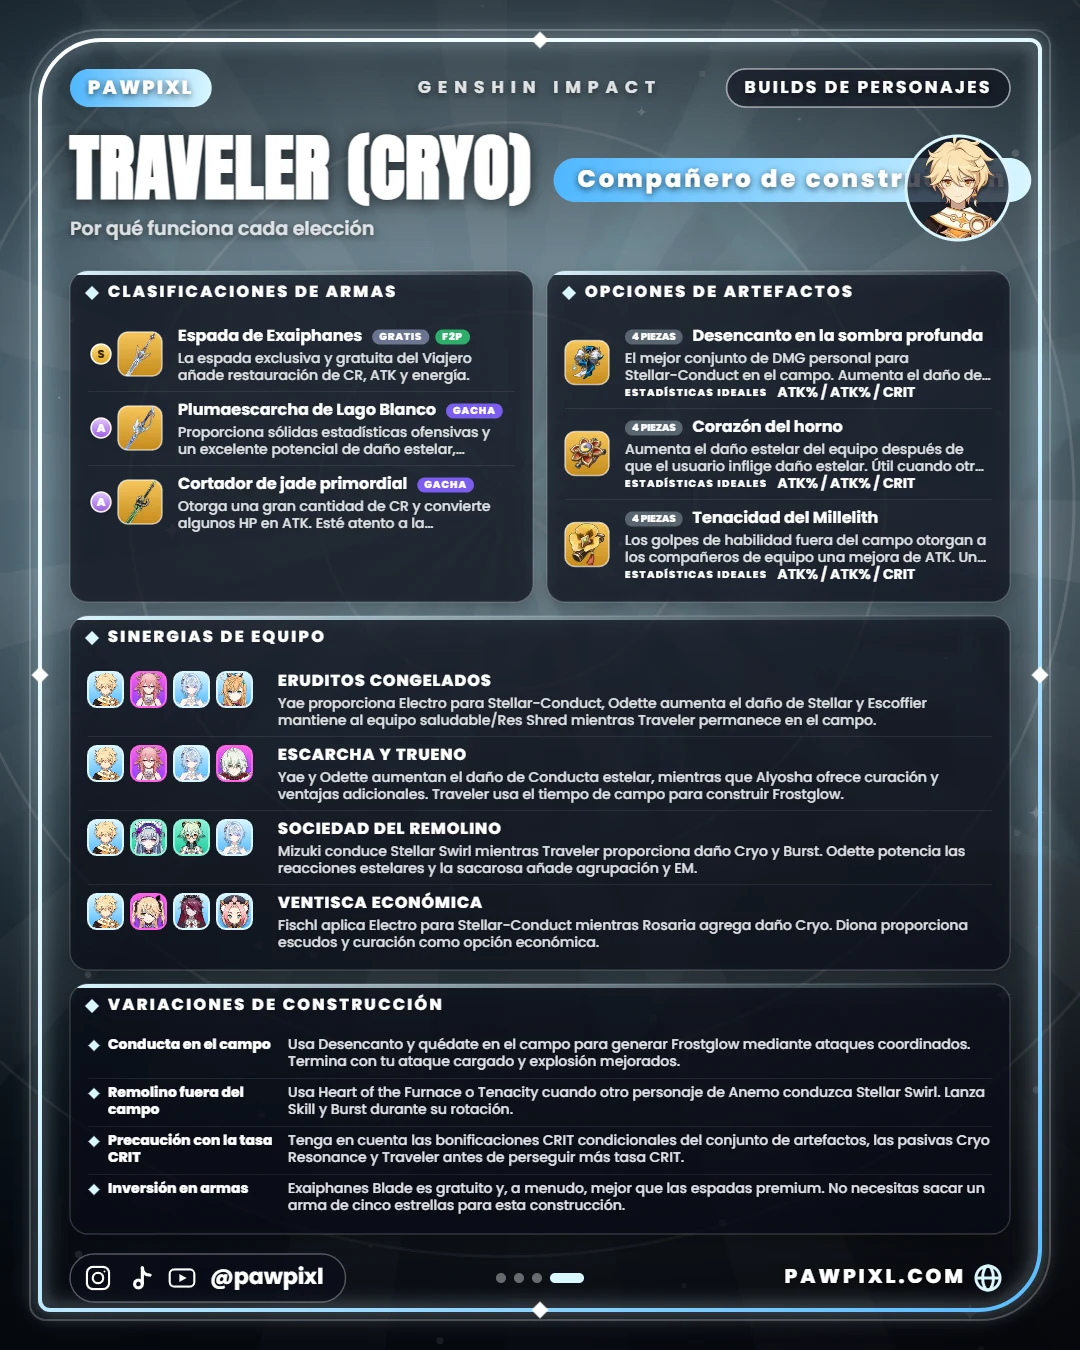 PAWPIXL
GENSHIN IMPACT
BUILDS DE PERSONAJES
TRAVELER (CRYO)
Compañero de constr
Por qué funciona cada elección
CLASIFICACIONES DE ARMAS
S
Espada de Exaiphanes GRATIS F2P
La espada exclusiva y gratuita del Viajero
añade restauración de CR, ATK y energía.
A
Plumaescarcha de Lago Blanco GACHA
Proporciona sólidas estadísticas ofensivas y
un excelente potencial de daño estelar,...
A
Cortador de jade primordial GACHA
Otorga una gran cantidad de CR y convierte
algunos HP en ATK. Esté atento a la...
OPCIONES DE ARTEFACTOS
4 PIEZAS Desencanto en la sombra profunda
El mejor conjunto de DMG personal para
Stellar-Conduct en el campo. Aumenta el daño de...
ESTADÍSTICAS IDEALES ATK% / ATK% / CRIT
4 PIEZAS Corazón del horno
Aumenta el daño estelar del equipo después de
que el usuario inflige daño estelar. Útil cuando otr...
ESTADÍSTICAS IDEALES ATK% / ATK% / CRIT
4 PIEZAS Tenacidad del Millelith
Los golpes de habilidad fuera del campo otorgan a
los compañeros de equipo una mejora de ATK. Un...
ESTADÍSTICAS IDEALES ATK% / ATK% / CRIT
SINERGIAS DE EQUIPO
ERUDITOS CONGELADOS
Yae proporciona Electro para Stellar-Conduct, Odette aumenta el daño de Stellar y Escoffier
mantiene al equipo saludable/Res Shred mientras Traveler permanece en el campo.
ESCARCHA Y TRUENO
Yae y Odette aumentan el daño de Conducta estelar, mientras que Alyosha ofrece curación y
ventajas adicionales. Traveler usa el tiempo de campo para construir Frostglow.
SOCIEDAD DEL REMOLINO
Mizuki conduce Stellar Swirl mientras Traveler proporciona daño Cryo y Burst. Odette potencia las
reacciones estelares y la sacarosa añade agrupación y EM.
VENTISCA ECONÓMICA
Fischl aplica Electro para Stellar-Conduct mientras Rosaria agrega daño Cryo. Diona proporciona
escudos y curación como opción económica.
VARIACIONES DE CONSTRUCCIÓN
Conducta en el campo
Usa Desencanto y quédate en el campo para generar Frostglow mediante ataques coordinados.
Termina con tu ataque cargado y explosión mejorados.
Remolino fuera del
campo
Usa Heart of the Furnace o Tenacity cuando otro personaje de Anemo conduzca Stellar Swirl. Lanza
Skill y Burst durante su rotación.
Precaución con la tasa
CRIT
Tenga en cuenta las bonificaciones CRIT condicionales del conjunto de artefactos, las pasivas Cryo
Resonance y Traveler antes de perseguir más tasa CRIT.
Inversión en armas
Exaiphanes Blade es gratuito y, a menudo, mejor que las espadas premium. No necesitas sacar un
arma de cinco estrellas para esta construcción.
@pawpixl
PAWPIXL.COM